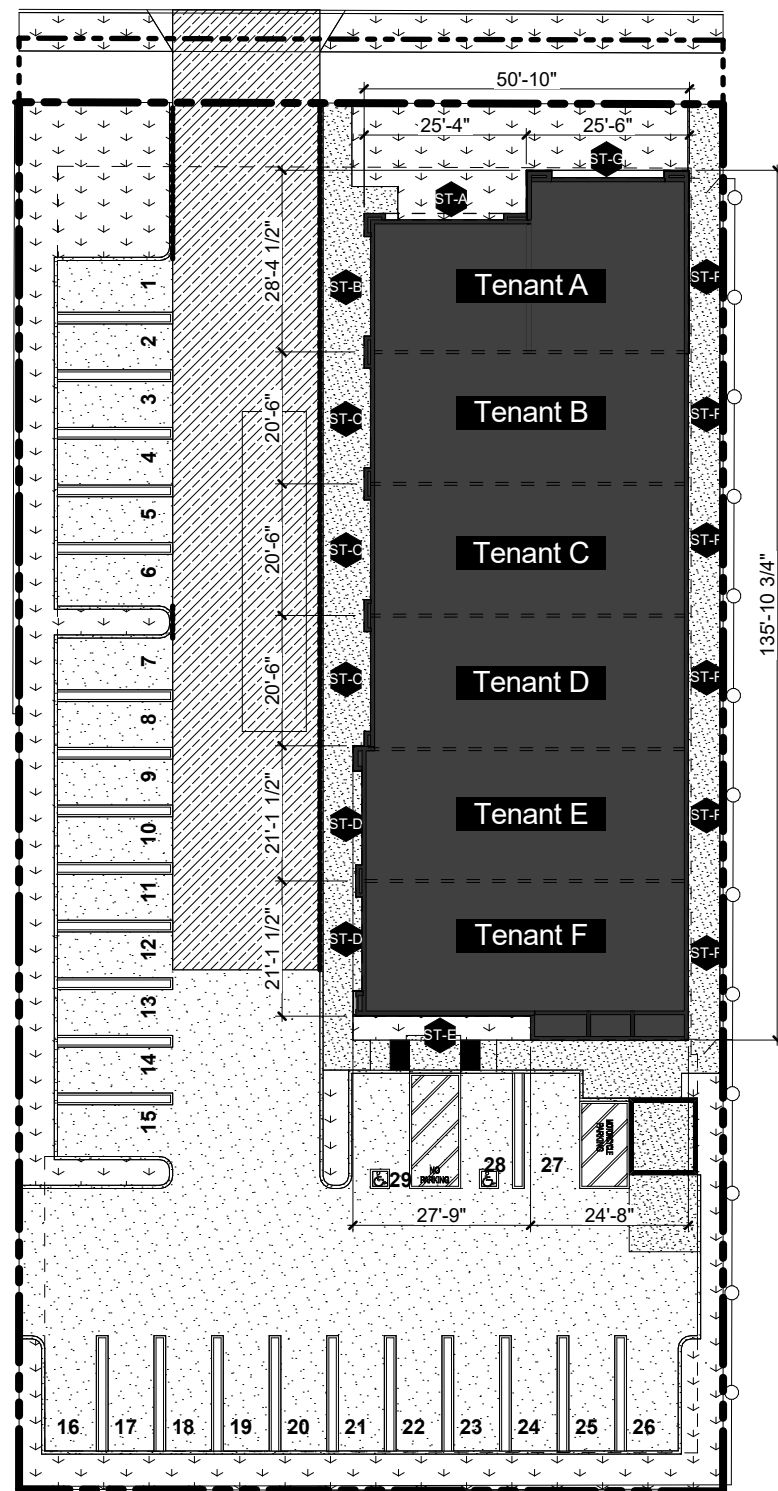 50'-10"
25'-4"
25'-6"
ST-G
ST-A
28'-4 1/2"
ST-B
Tenant A
ST-F
1
2
3
20'-6"
ST-C
Tenant B
ST-F
4
5
20'-6"
ST-C
Tenant C
ST-F
6
135'-10 3/4"
7
20'-6"
ST-C
Tenant D
ST-F
8
9
21'-1 1/2"
ST-D
Tenant E
ST-F
10
11
12
21'-1 1/2"
ST-D
Tenant F
ST-F
13
14
ST-E
15
29
NO
PARKING
28
27
MOTORCYCLE
PARKING
27'-9"
24'-8"
16
17
18
19
20
21
22
23
24
25
26